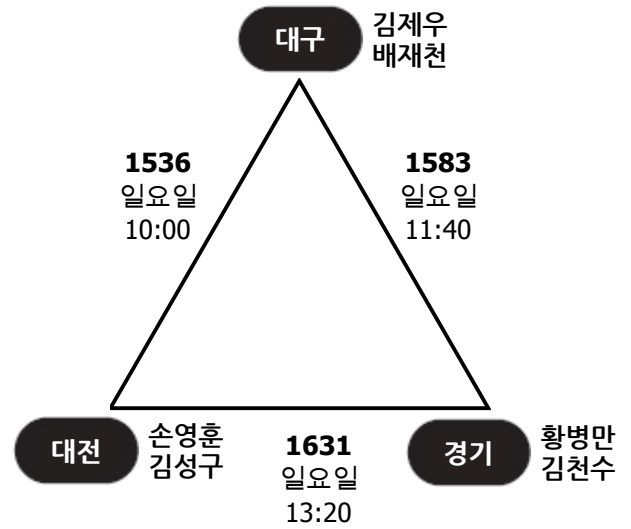 대구
김제우
배재천
1536
일요일
10:00
1583
일요일
11:40
대전
손영훈
김성구
1631
일요일
13:20
경기
황병만
김천수